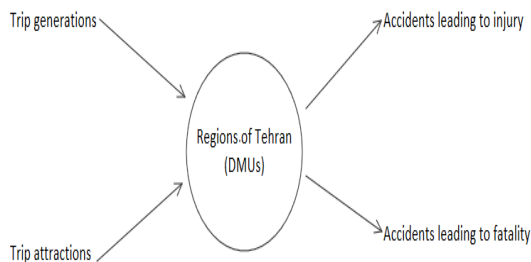 Trip generations
Accidents leading to injury
Regions of Tehran
(DMUs)
Accidents leading to fatality
Trip attractions